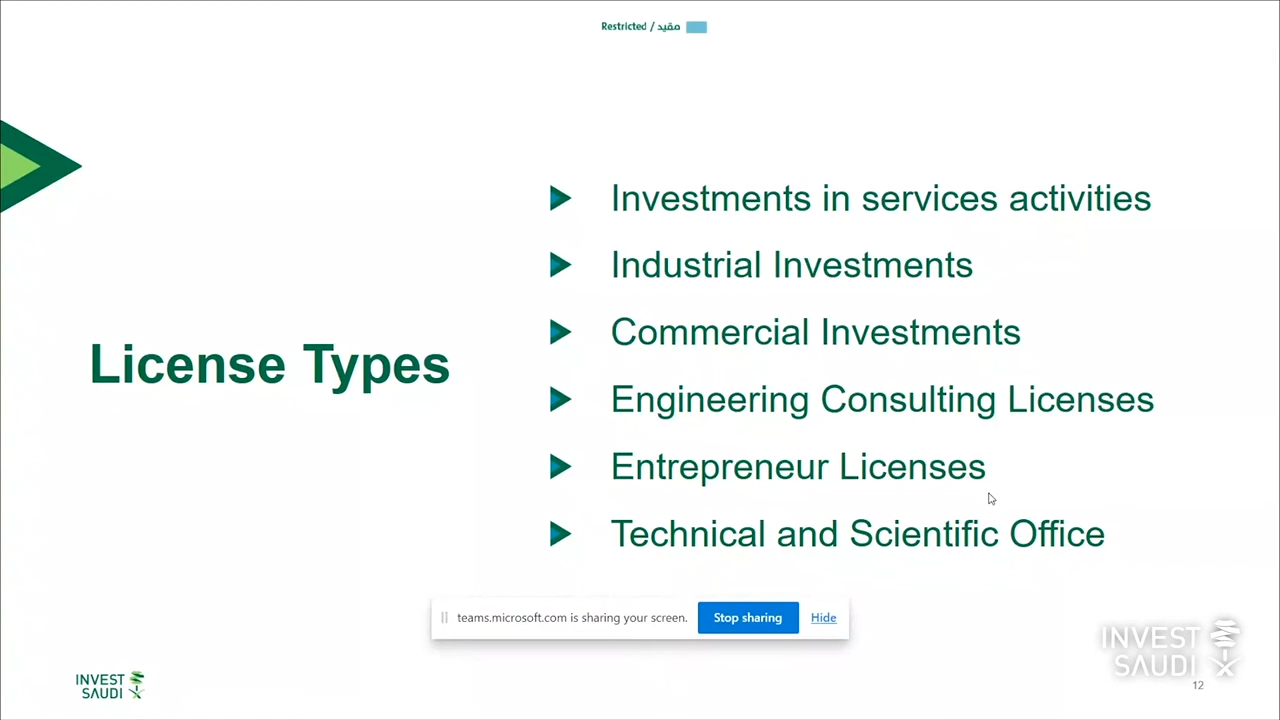 Restricted / مقيد
License Types
Investments in services activities
Industrial Investments
Commercial Investments
Engineering Consulting Licenses
Entrepreneur Licenses
Technical and Scientific Office
teams.microsoft.com is sharing your screen.
Stop sharing
Hide
INVEST
SAUDI
INVEST
SAUDI
12